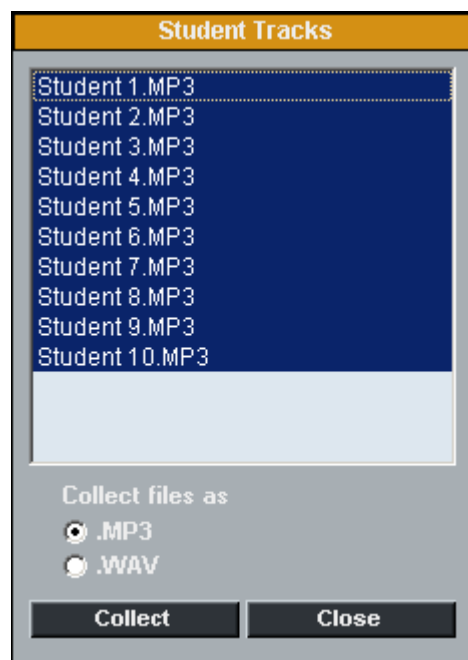 Student Tracks
Student 1.MP3
Student 2.MP3
Student 3.MP3
Student 4.MP3
Student 5.MP3
Student 6.MP3
Student 7.MP3
Student 8.MP3
Student 9.MP3
Student 10.MP3
Collect files as
.MP3
.WAV
Collect Close